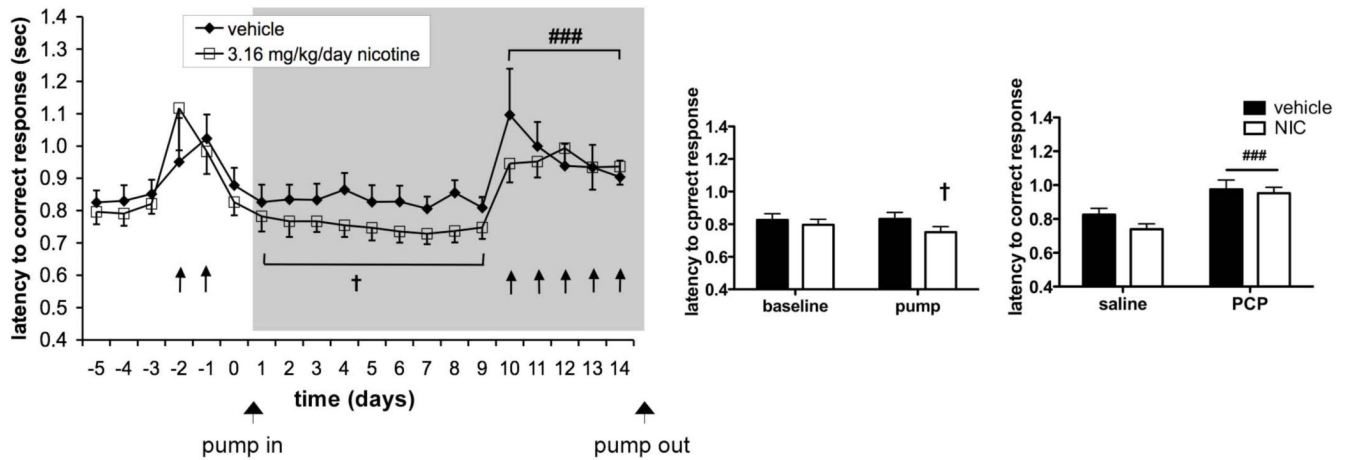 latency to correct response (sec)
1.4
1.3
1.2
1.1
1.0
0.9
0.8
0.7
0.6
0.5
0.4
vehicle
3.16 mg/kg/day nicotine
###
†
-5 -4 -3 -2 -1 0 1 2 3 4 5 6 7 8 9 10 11 12 13 14
time (days)
pump in
pump out
latency to cprrect response
1.4
1.2
1.0
0.8
0.6
0.4
†
baseline pump
latency to correct response
1.4
1.2
1.0
0.8
0.6
0.4
vehicle
NIC
###
saline PCP